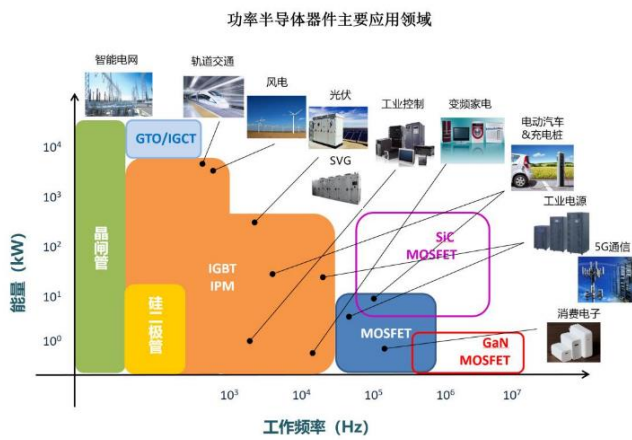 功率半导体器件主要应用领域
智能电网
轨道交通
风电
光伏
工业控制
变频家电
电动汽车
&充电桩
SVG
工业电源
5G通信
消费电子
能量（kW）
10⁴
10³
10²
10¹
10⁰
GTO/IGCT
晶闸管
硅二极管
IGBT
IPM
SiC
MOSFET
MOSFET
GaN
MOSFET
10³
10⁴
10⁵
10⁶
10⁷
工作频率（Hz）